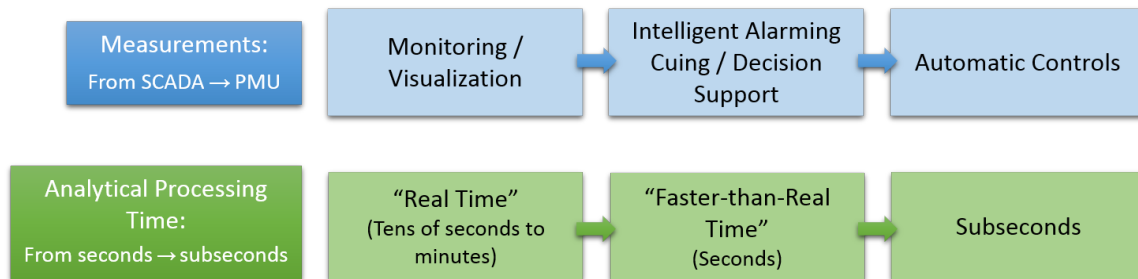 Measurements:
From SCADA → PMU
Monitoring /
Visualization
Intelligent Alarming
Cuing / Decision
Support
Automatic Controls
Analytical Processing
Time:
From seconds → subseconds
“Real Time”
(Tens of seconds to
minutes)
“Faster-than-Real
Time”
(Seconds)
Subseconds